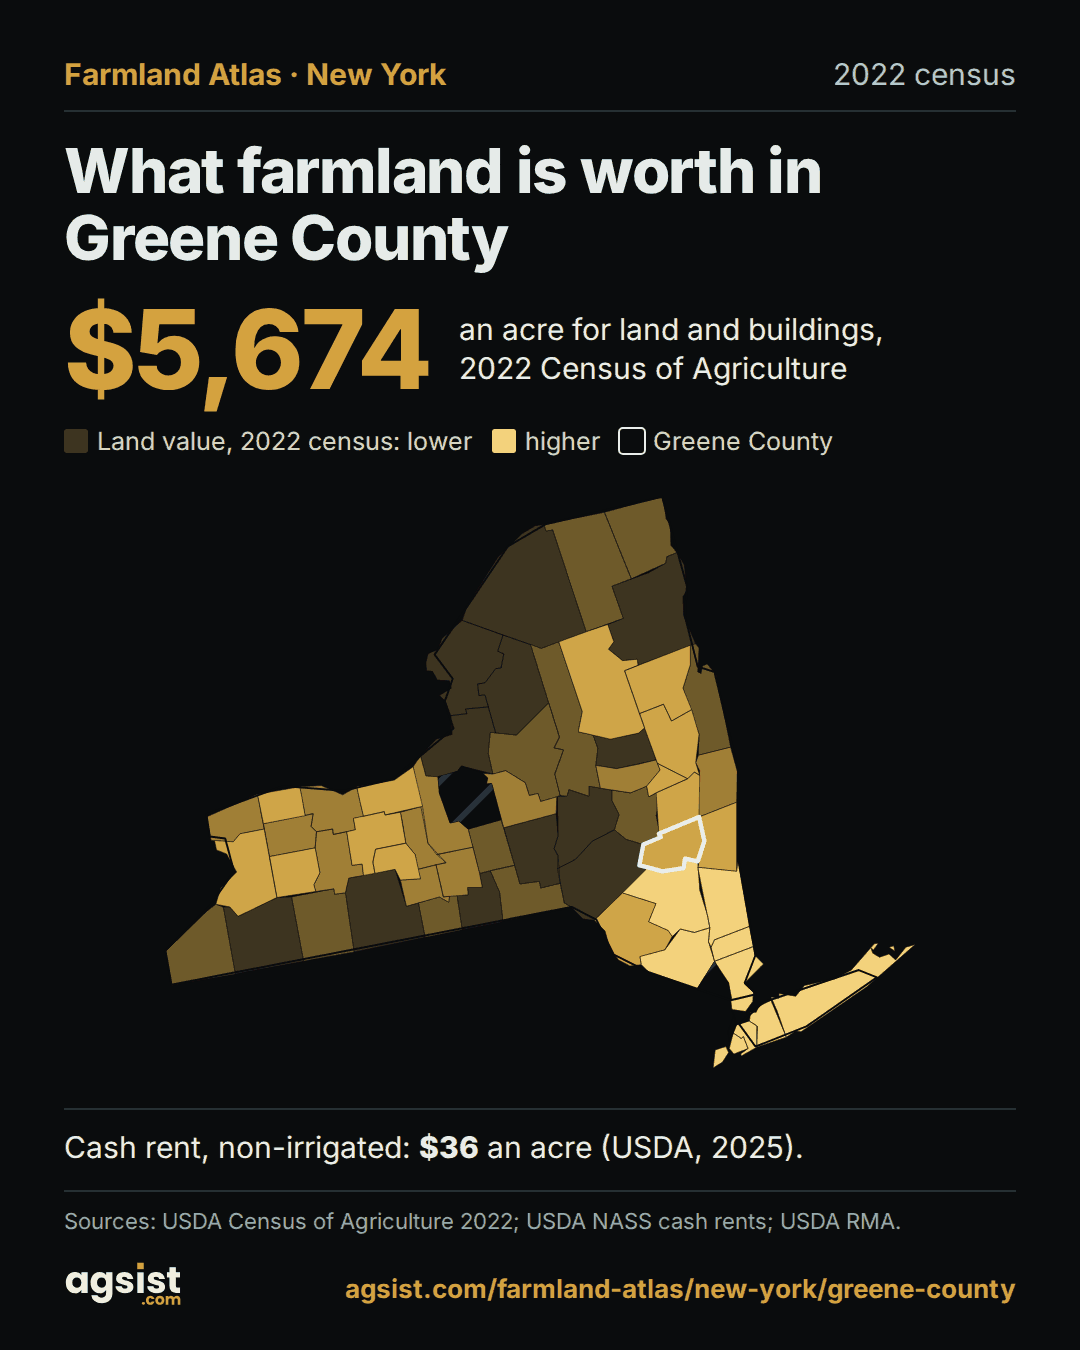 Farmland Atlas · New York
2022 census
What farmland is worth in
Greene County
$5,674
an acre for land and buildings,
2022 Census of Agriculture
Land value, 2022 census: lower
higher
Greene County
Cash rent, non-irrigated: $36 an acre (USDA, 2025).
Sources: USDA Census of Agriculture 2022; USDA NASS cash rents; USDA RMA.
agsist
.com
agsist.com/farmland-atlas/new-york/greene-county